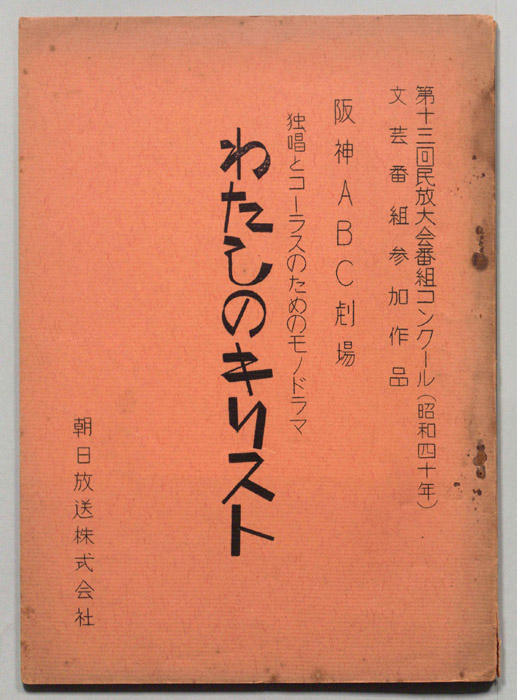 第十三回民放大会番組コンクール(昭和四十年)
文芸番組参加作品
阪神ABC劇場
独唱とコーラスのためのモノドラマ
わたしのキリスト
朝日放送株式会社